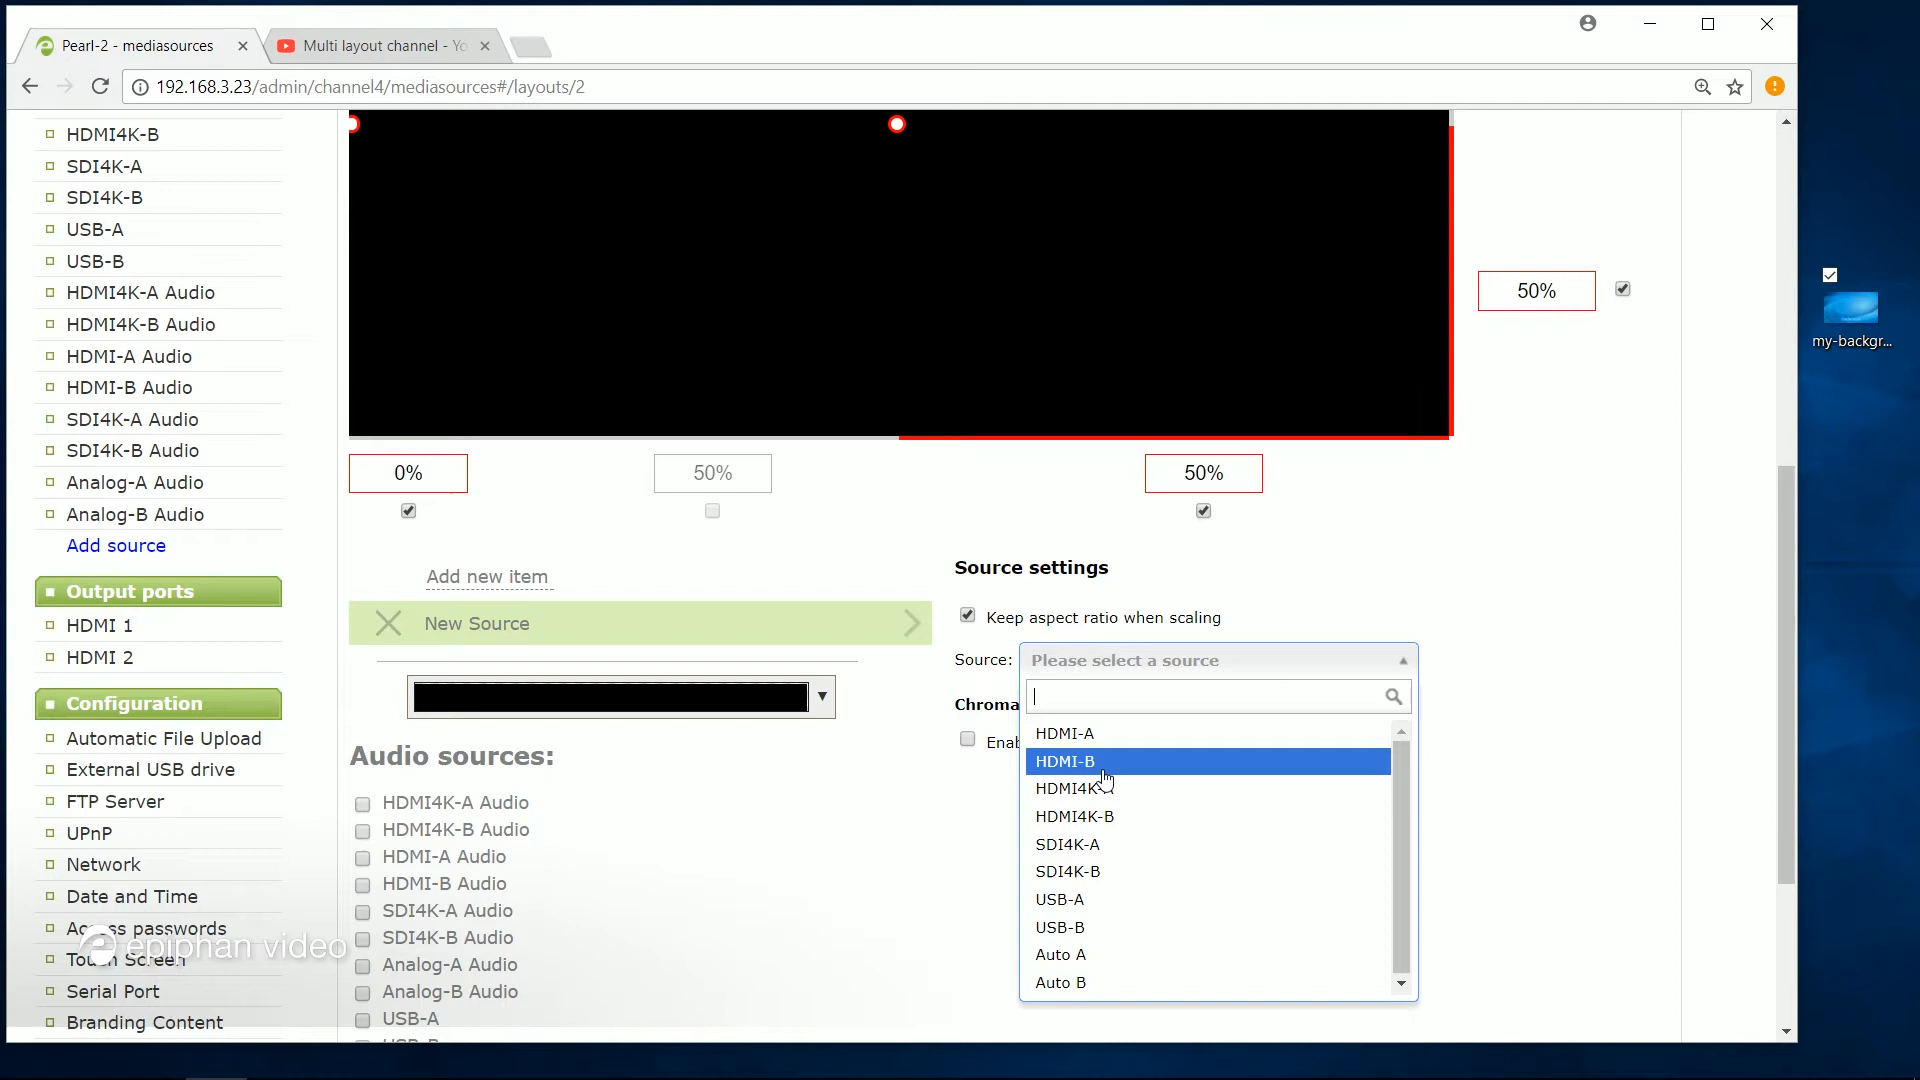 Pearl-2 - mediasources
Multi layout channel - Yo
192.168.3.23/admin/channel4/mediasources#/layouts/2
HDMI4K-B
SDI4K-A
SDI4K-B
USB-A
USB-B
HDMI4K-A Audio
HDMI4K-B Audio
HDMI-A Audio
HDMI-B Audio
SDI4K-A Audio
SDI4K-B Audio
Analog-A Audio
Analog-B Audio
Add source
Output ports
HDMI 1
HDMI 2
Configuration
Automatic File Upload
External USB drive
FTP Server
UPnP
Network
Date and Time
Access passwords
epiphan video
Touch Screen
Serial Port
Branding Content
50%
0%
50%
50%
Add new item
New Source
Audio sources:
HDMI4K-A Audio
HDMI4K-B Audio
HDMI-A Audio
HDMI-B Audio
SDI4K-A Audio
SDI4K-B Audio
Analog-A Audio
Analog-B Audio
USB-A
USB-B
Source settings
Keep aspect ratio when scaling
Source: Please select a source
Chroma
Enab
HDMI-A
HDMI-B
HDMI4K-A
HDMI4K-B
SDI4K-A
SDI4K-B
USB-A
USB-B
Auto A
Auto B
my-backgr...